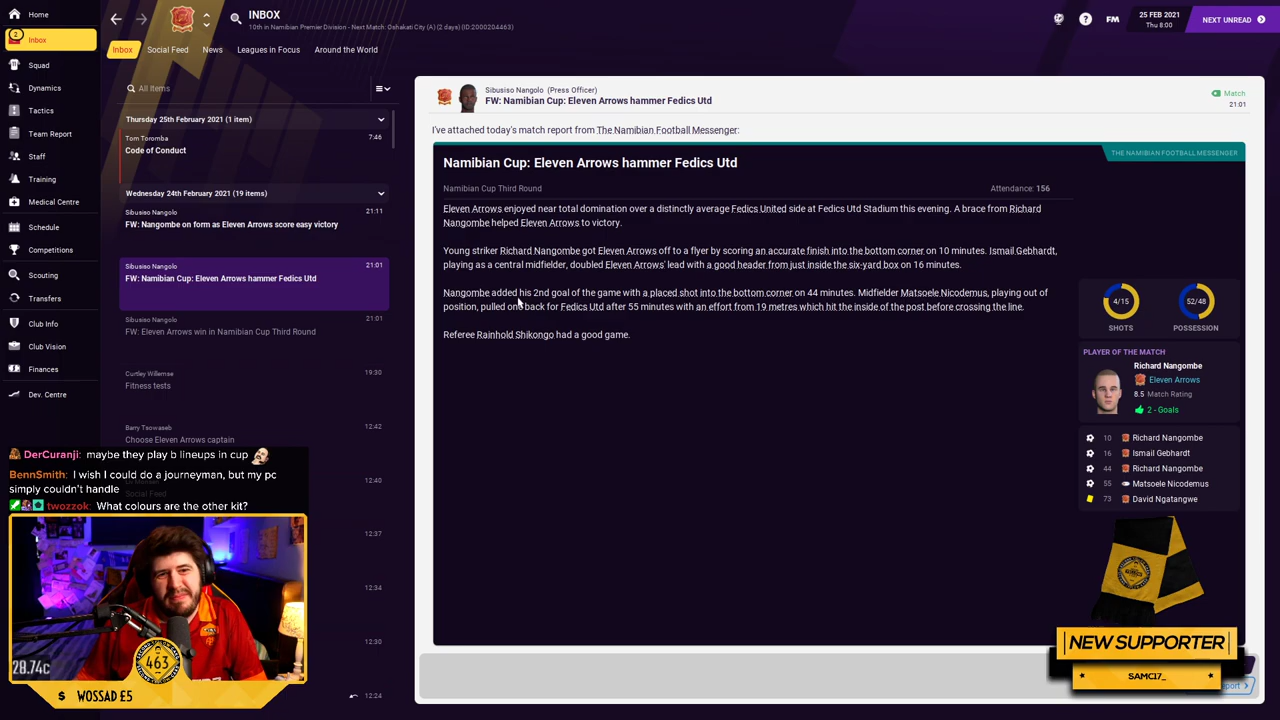 Home
2
Inbox
Squad
Dynamics
Tactics
Team Report
Staff
Training
Medical Centre
Schedule
Competitions
Scouting
Transfers
Club Info
Club Vision
Finances
Dev. Centre
INBOX
10th in Namibian Premier Division - Next Match: Oshakati City (A) (2 days) (ID:2000204463)
FM
25 FEB 2021
Thu 8:00
NEXT UNREAD
Inbox
Social Feed
News
Leagues in Focus
Around the World
All Items
Thursday 25th February 2021 (1 item)
Tom Toromba 7:46
Code of Conduct
Wednesday 24th February 2021 (19 items)
Sibusiso Nangolo 21:11
FW: Nangombe on form as Eleven Arrows score easy victory
Sibusiso Nangolo 21:01
FW: Namibian Cup: Eleven Arrows hammer Fedics Utd
Sibusiso Nangolo 21:01
FW: Eleven Arrows win in Namibian Cup Third Round
Curtley Willemse 19:30
Fitness tests
Barry Tsowaseb 12:42
Choose Eleven Arrows captain
12:40
Social Feed
12:37
12:34
12:30
12:24
Sibusiso Nangolo (Press Officer)
FW: Namibian Cup: Eleven Arrows hammer Fedics Utd
Match
21:01
I've attached today's match report from The Namibian Football Messenger:
THE NAMIBIAN FOOTBALL MESSENGER
Namibian Cup: Eleven Arrows hammer Fedics Utd
Namibian Cup Third Round Attendance: 156
Eleven Arrows enjoyed near total domination over a distinctly average Fedics United side at Fedics Utd Stadium this evening. A brace from Richard
Nangombe helped Eleven Arrows to victory.
Young striker Richard Nangombe got Eleven Arrows off to a flyer by scoring an accurate finish into the bottom corner on 10 minutes. Ismail Gebhardt,
playing as a central midfielder, doubled Eleven Arrows' lead with a good header from just inside the six-yard box on 16 minutes.
Nangombe added his 2nd goal of the game with a placed shot into the bottom corner on 44 minutes. Midfielder Matsoele Nicodemus, playing out of
position, pulled one back for Fedics Utd after 55 minutes with an effort from 19 metres which hit the inside of the post before crossing the line.
Referee Rainhold Shikongo had a good game.
4/15
SHOTS
52/48
POSSESSION
PLAYER OF THE MATCH
Richard Nangombe
Eleven Arrows
8.5 Match Rating
2 - Goals
10 Richard Nangombe
16 Ismail Gebhardt
44 Richard Nangombe
55 Matsoele Nicodemus
73 David Ngatangwe
DerCuranji: maybe they play b lineups in cup
BennSmith: I wish I could do a journeyman, but my pc
simply couldn't handle
twozzok: What colours are the other kit?
28.74c
463
$ WOSSAD £5
NEW SUPPORTER
SAMC17_
port